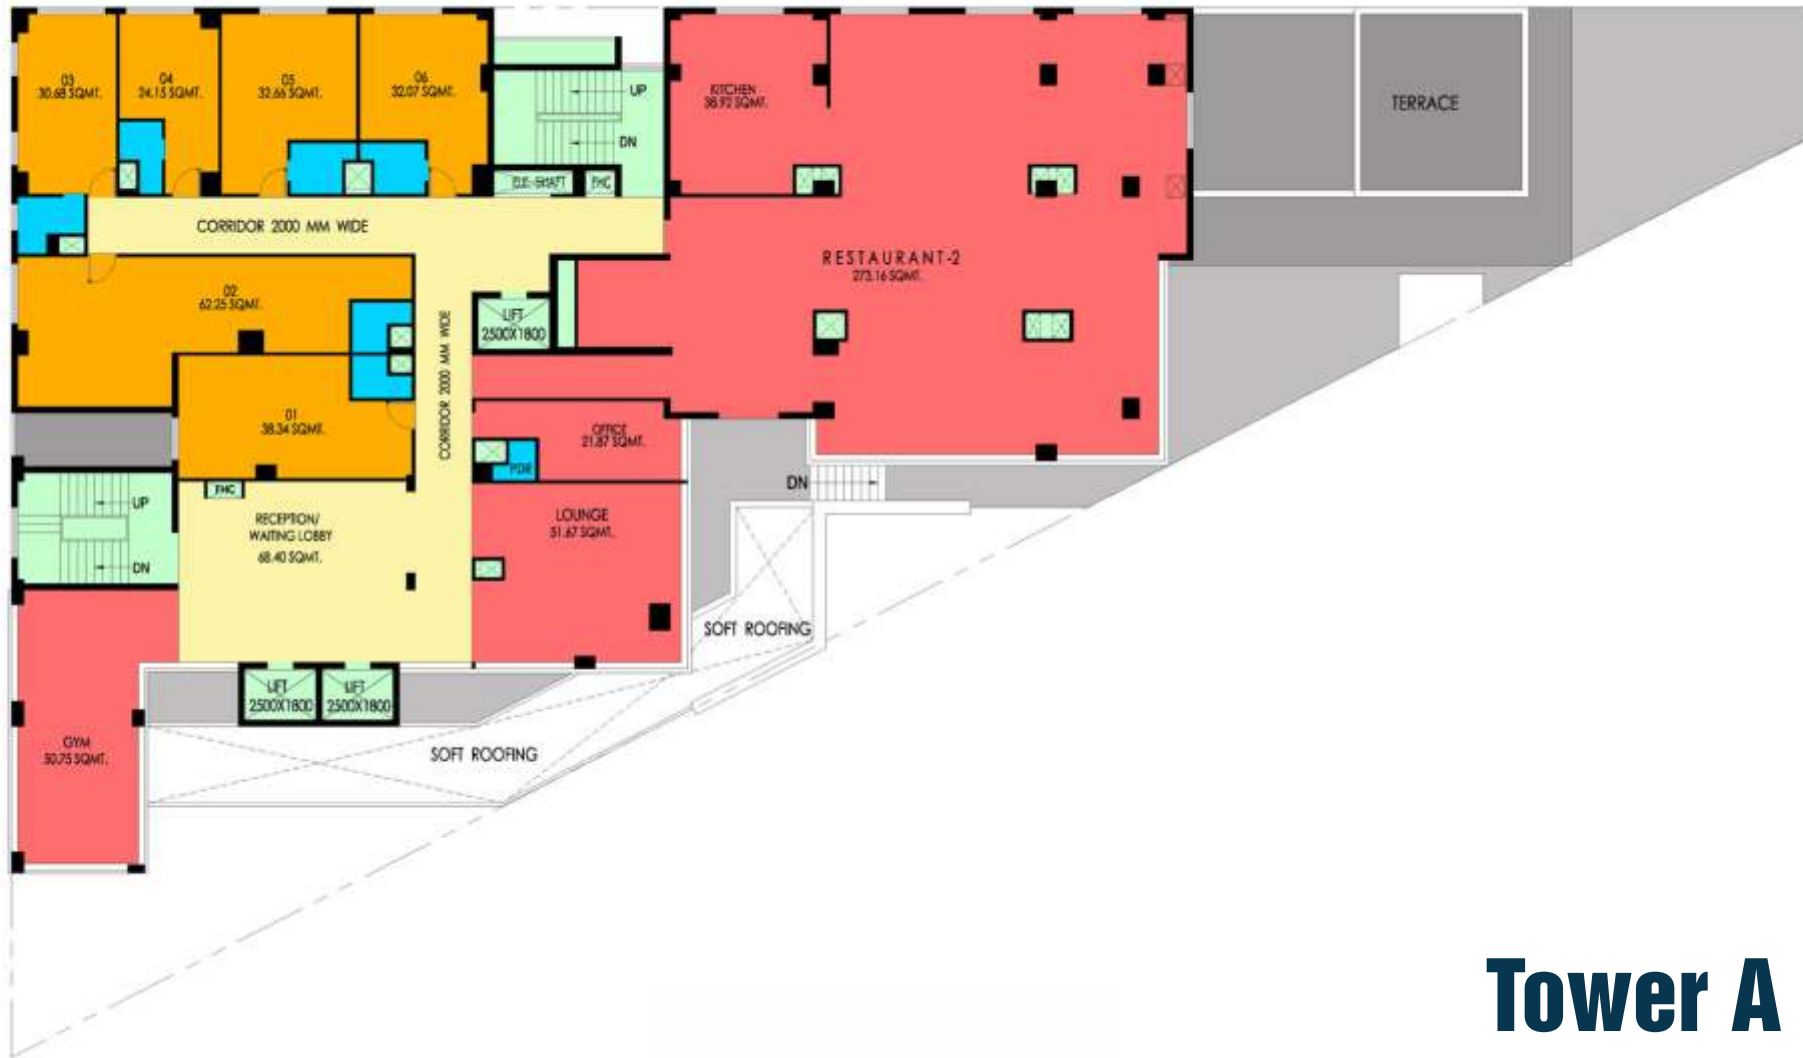 03
30.68 SQMT.
04
24.15 SQMT.
05
32.66 SQMT.
06
32.07 SQMT.
UP
DN
ELE.-SHAFT
FHC
KITCHEN
38.92 SQMT.
TERRACE
CORRIDOR 2000 MM WIDE
RESTAURANT-2
273.16 SQMT.
02
62.25 SQMT.
LIFT
2500X1800
CORRIDOR 2000 MM WIDE
01
38.34 SQMT.
OFFICE
21.87 SQMT.
PDR
DN
FHC
UP
DN
RECEPTION/
WAITING LOBBY
68.40 SQMT.
LOUNGE
51.67 SQMT.
SOFT ROOFING
LIFT
2500X1800
LIFT
2500X1800
GYM
50.75 SQMT.
SOFT ROOFING
Tower A